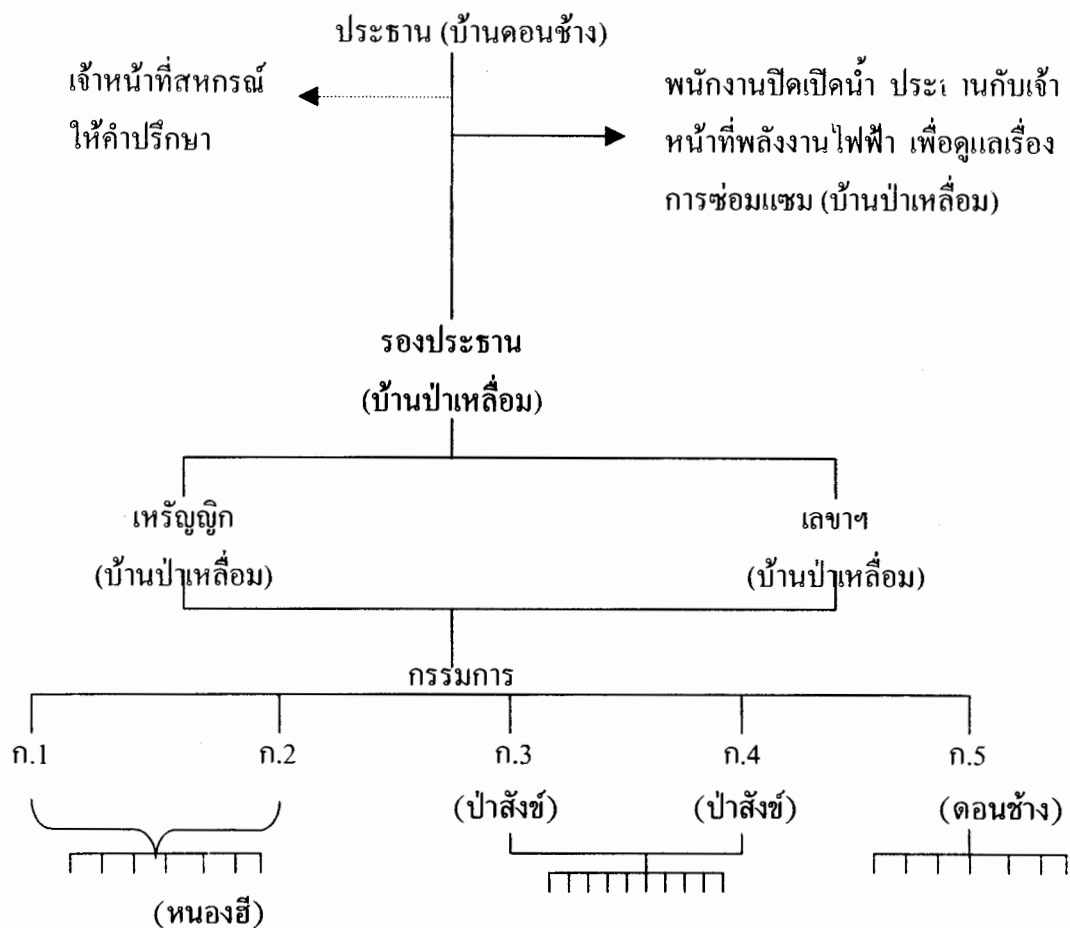 ประธาน (บ้านดอนช้าง)
เจ้าหน้าที่สหกรณ์
ให้คำปรึกษา
พนักงานปิดเปิดน้ำ านกับเจ้า
หน้าที่พลังงานไฟฟ้า เพื่อดูแลเรื่อง
การซ่อมแซม (บ้านป่าเหลื่อม)
รองประธาน
(บ้านป่าเหลื่อม)
เหรัญญิก
(บ้านป่าเหลื่อม)
เลขาฯ
(บ้านป่าเหลื่อม)
กรรมการ
ก.1 ก.2 ก.3 ก.4 ก.5
(ป่าสังข์) (ป่าสังข์) (ดอนช้าง)
(หนองฮี)